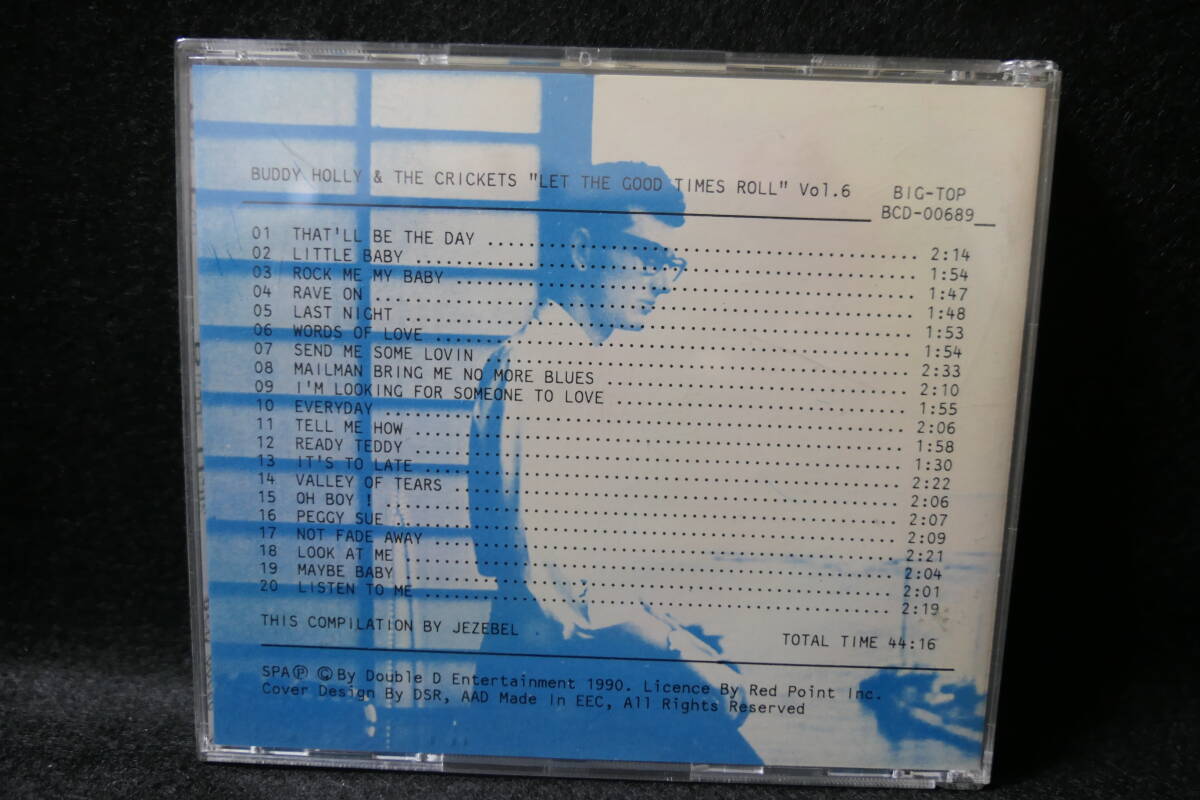 BUDDY HOLLY & THE CRICKETS "LET THE GOOD TIMES ROLL" Vol.6 BIG-TOP
BCD-00689
01 THAT'LL BE THE DAY 2:14
02 LITTLE BABY 1:54
03 ROCK ME MY BABY 1:47
04 RAVE ON 1:48
05 LAST NIGHT 1:53
06 WORDS OF LOVE 1:54
07 SEND ME SOME LOVIN 2:33
08 MAILMAN BRING ME NO MORE BLUES 2:10
09 I'M LOOKING FOR SOMEONE TO LOVE 1:55
10 EVERYDAY 2:06
11 TELL ME HOW 1:58
12 READY TEDDY 1:30
13 IT'S TO LATE 2:22
14 VALLEY OF TEARS 2:06
15 OH BOY ! 2:07
16 PEGGY SUE 2:09
17 NOT FADE AWAY 2:21
18 LOOK AT ME 2:04
19 MAYBE BABY 2:01
20 LISTEN TO ME 2:19
THIS COMPILATION BY JEZEBEL TOTAL TIME 44:16
SPA Ⓟ © By Double D Entertainment 1990. Licence By Red Point Inc.
Cover Design By DSR, AAD Made In EEC, All Rights Reserved